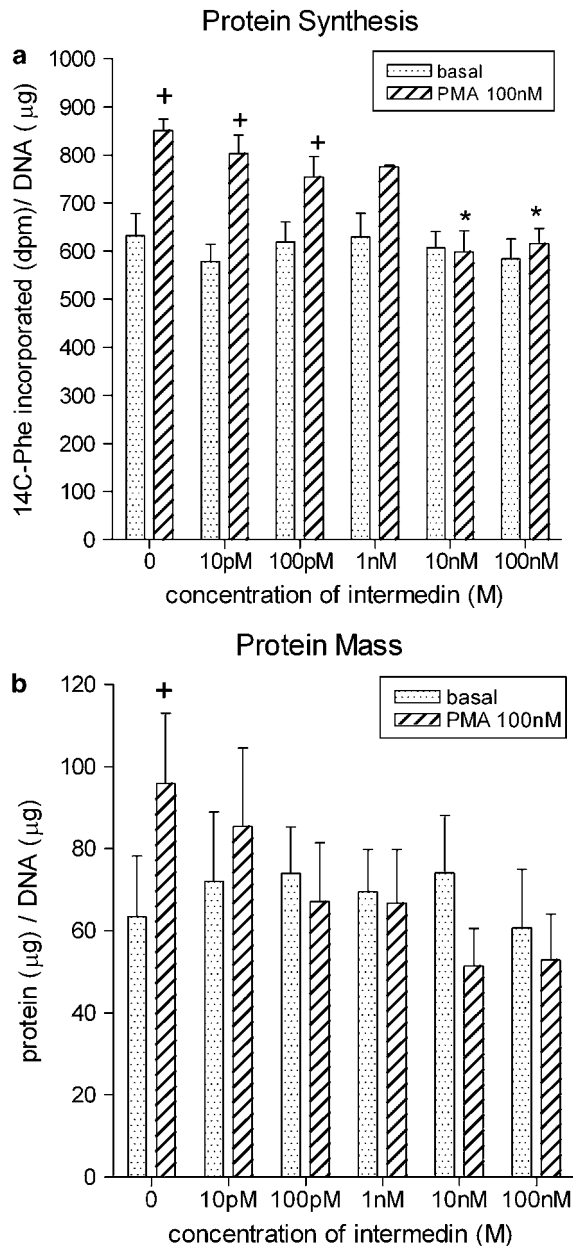 Protein Synthesis
a
1000
900
800
700
600
500
400
300
200
100
0
14C-Phe incorporated (dpm)/ DNA ( μg)
basal
PMA 100nM
+
+
+
*
*
0 10pM 100pM 1nM 10nM 100nM
concentration of intermedin (M)
Protein Mass
b
120
100
80
60
40
20
0
protein (μg) / DNA (μg)
basal
PMA 100nM
+
0 10pM 100pM 1nM 10nM 100nM
concentration of intermedin (M)